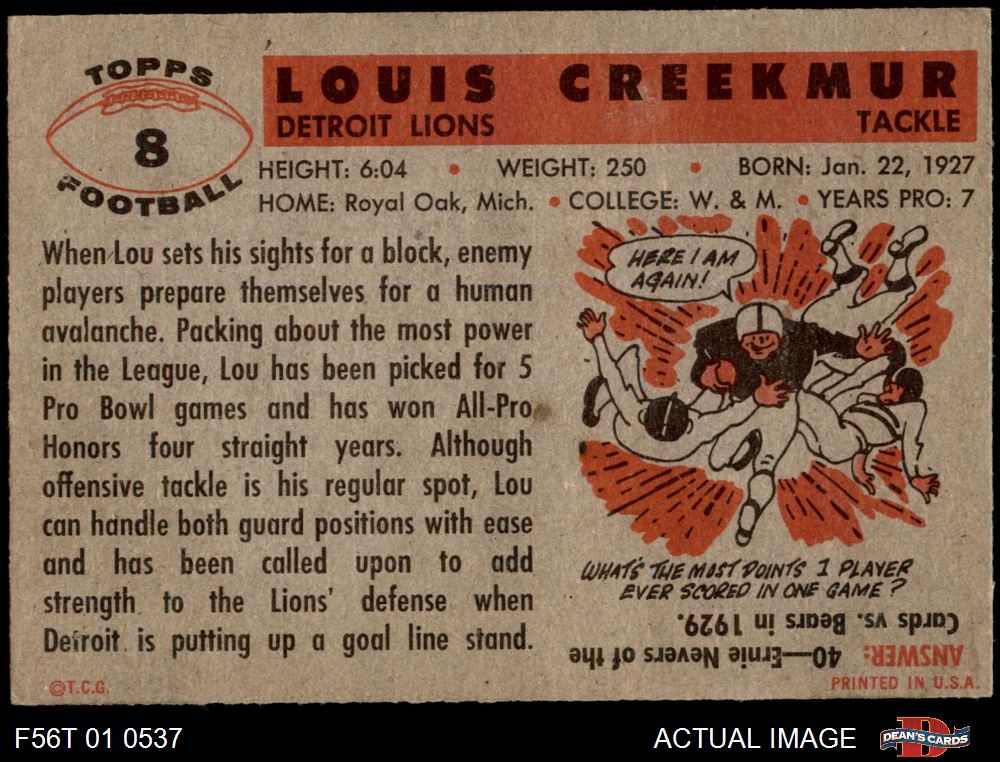 TOPPS
8
FOOTBALL
LOUIS CREEKMUR
DETROIT LIONS TACKLE
HEIGHT: 6:04 • WEIGHT: 250 • BORN: Jan. 22, 1927
HOME: Royal Oak, Mich. • COLLEGE: W. & M. • YEARS PRO: 7
When Lou sets his sights for a block, enemy
players prepare themselves for a human
avalanche. Packing about the most power
in the League, Lou has been picked for 5
Pro Bowl games and has won All-Pro
Honors four straight years. Although
offensive tackle is his regular spot, Lou
can handle both guard positions with ease
and has been called upon to add
strength to the Lions' defense when
Detroit is putting up a goal line stand.
HERE I AM
AGAIN!
WHAT'S THE MOST POINTS 1 PLAYER
EVER SCORED IN ONE GAME?
ANSWER: 40—Ernie Nevers of the
Cards vs. Bears in 1929.
©T.C.G.
PRINTED IN U.S.A.
F56T 01 0537
ACTUAL IMAGE
D
DEAN'S CARDS